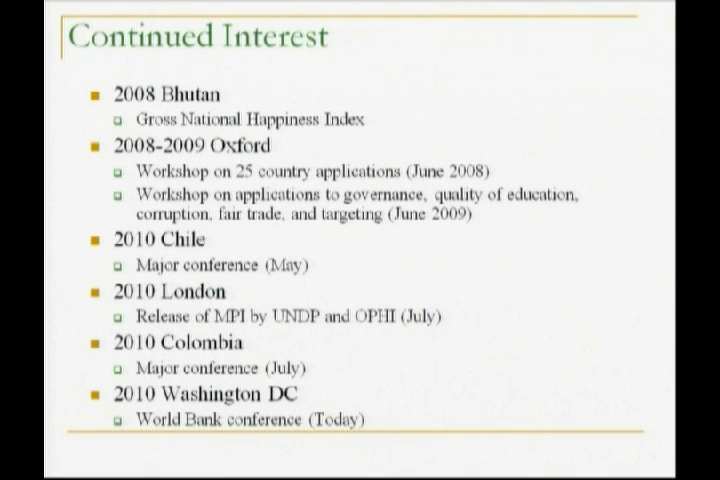 Continued Interest
2008 Bhutan
Gross National Happiness Index
2008-2009 Oxford
Workshop on 25 country applications (June 2008)
Workshop on applications to governance, quality of education,
corruption, fair trade, and targeting (June 2009)
2010 Chile
Major conference (May)
2010 London
Release of MPI by UNDP and OPHI (July)
2010 Colombia
Major conference (July)
2010 Washington DC
World Bank conference (Today)